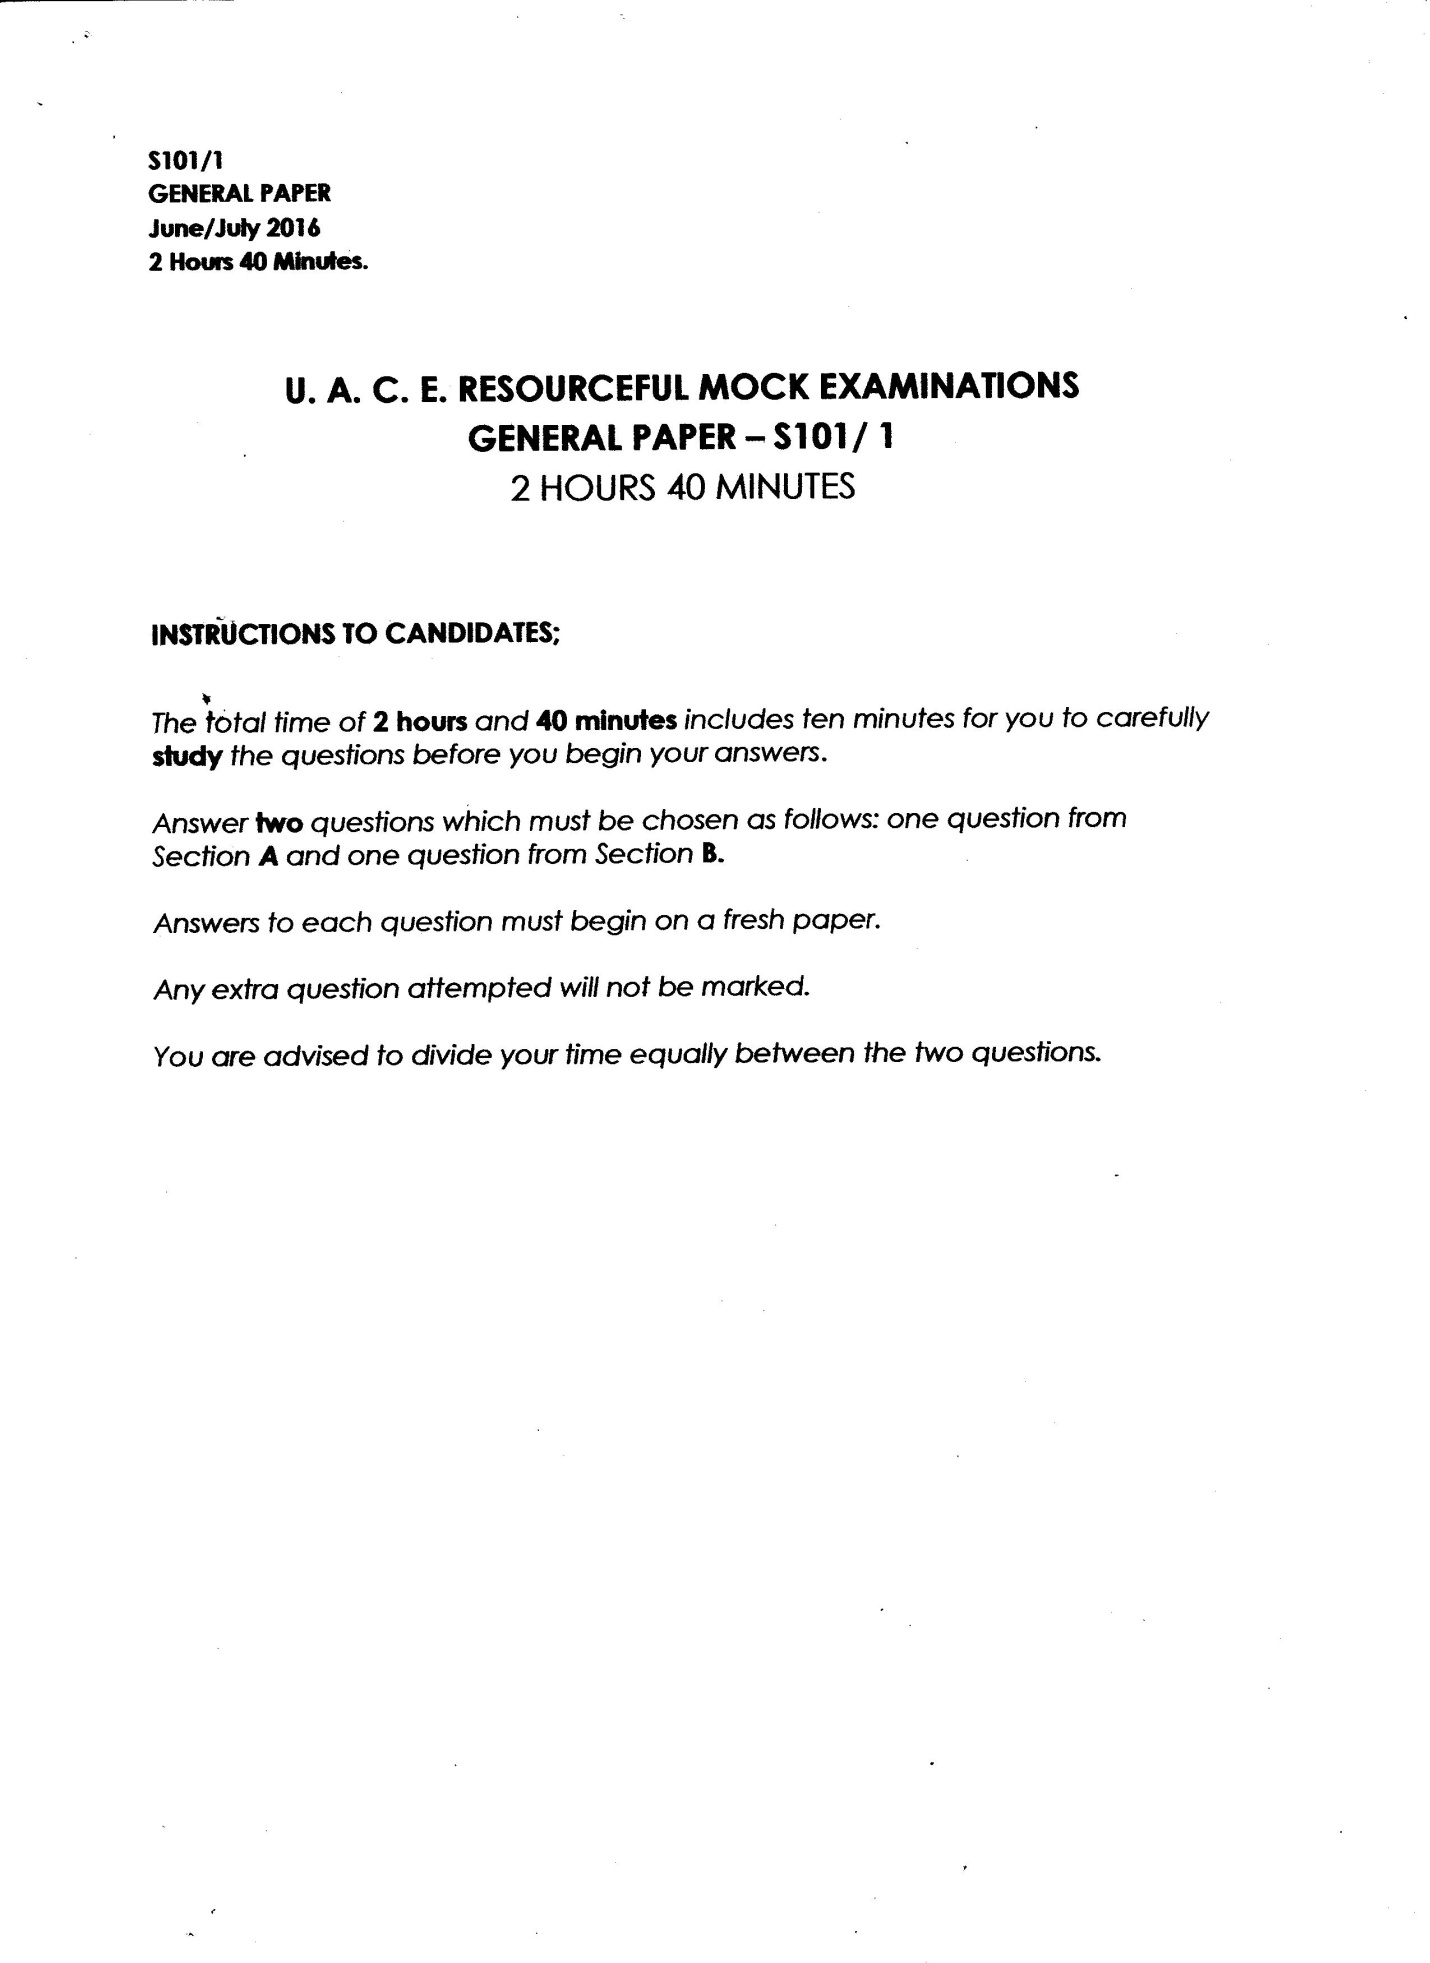 S101/1
GENERAL PAPER
June/July 2016
2 Hours 40 Minutes.
U. A. C. E. RESOURCEFUL MOCK EXAMINATIONS
GENERAL PAPER – S101/ 1
2 HOURS 40 MINUTES
INSTRUCTIONS TO CANDIDATES;
The total time of 2 hours and 40 minutes includes ten minutes for you to carefully
study the questions before you begin your answers.
Answer two questions which must be chosen as follows: one question from
Section A and one question from Section B.
Answers to each question must begin on a fresh paper.
Any extra question attempted will not be marked.
You are advised to divide your time equally between the two questions.